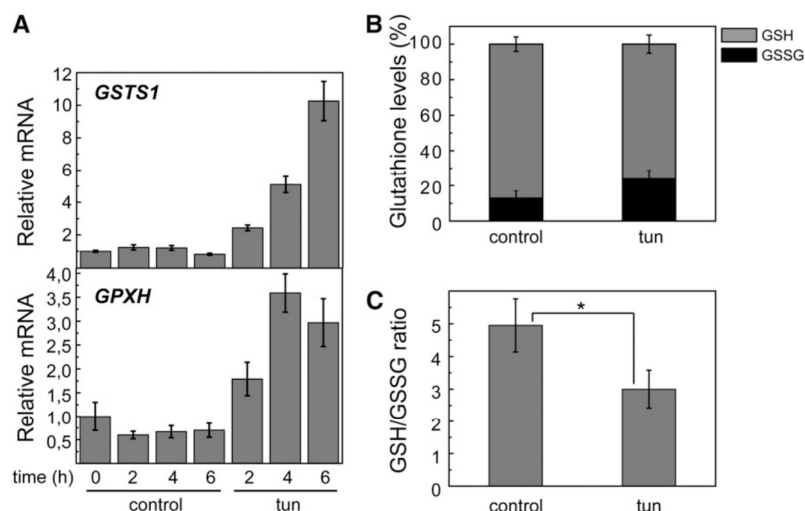 A
GSTS1
Relative mRNA
12
10
8
6
4
2
GPXH
Relative mRNA
4,0
3,5
3,0
2,5
2,0
1,5
1,0
0,5
time (h) 0 2 4 6 2 4 6
control tun
B
GSH
GSSG
Glutathione levels (%)
100
80
60
40
20
0
control tun
C
*
GSH/GSSG ratio
5
4
3
2
1
0
control tun